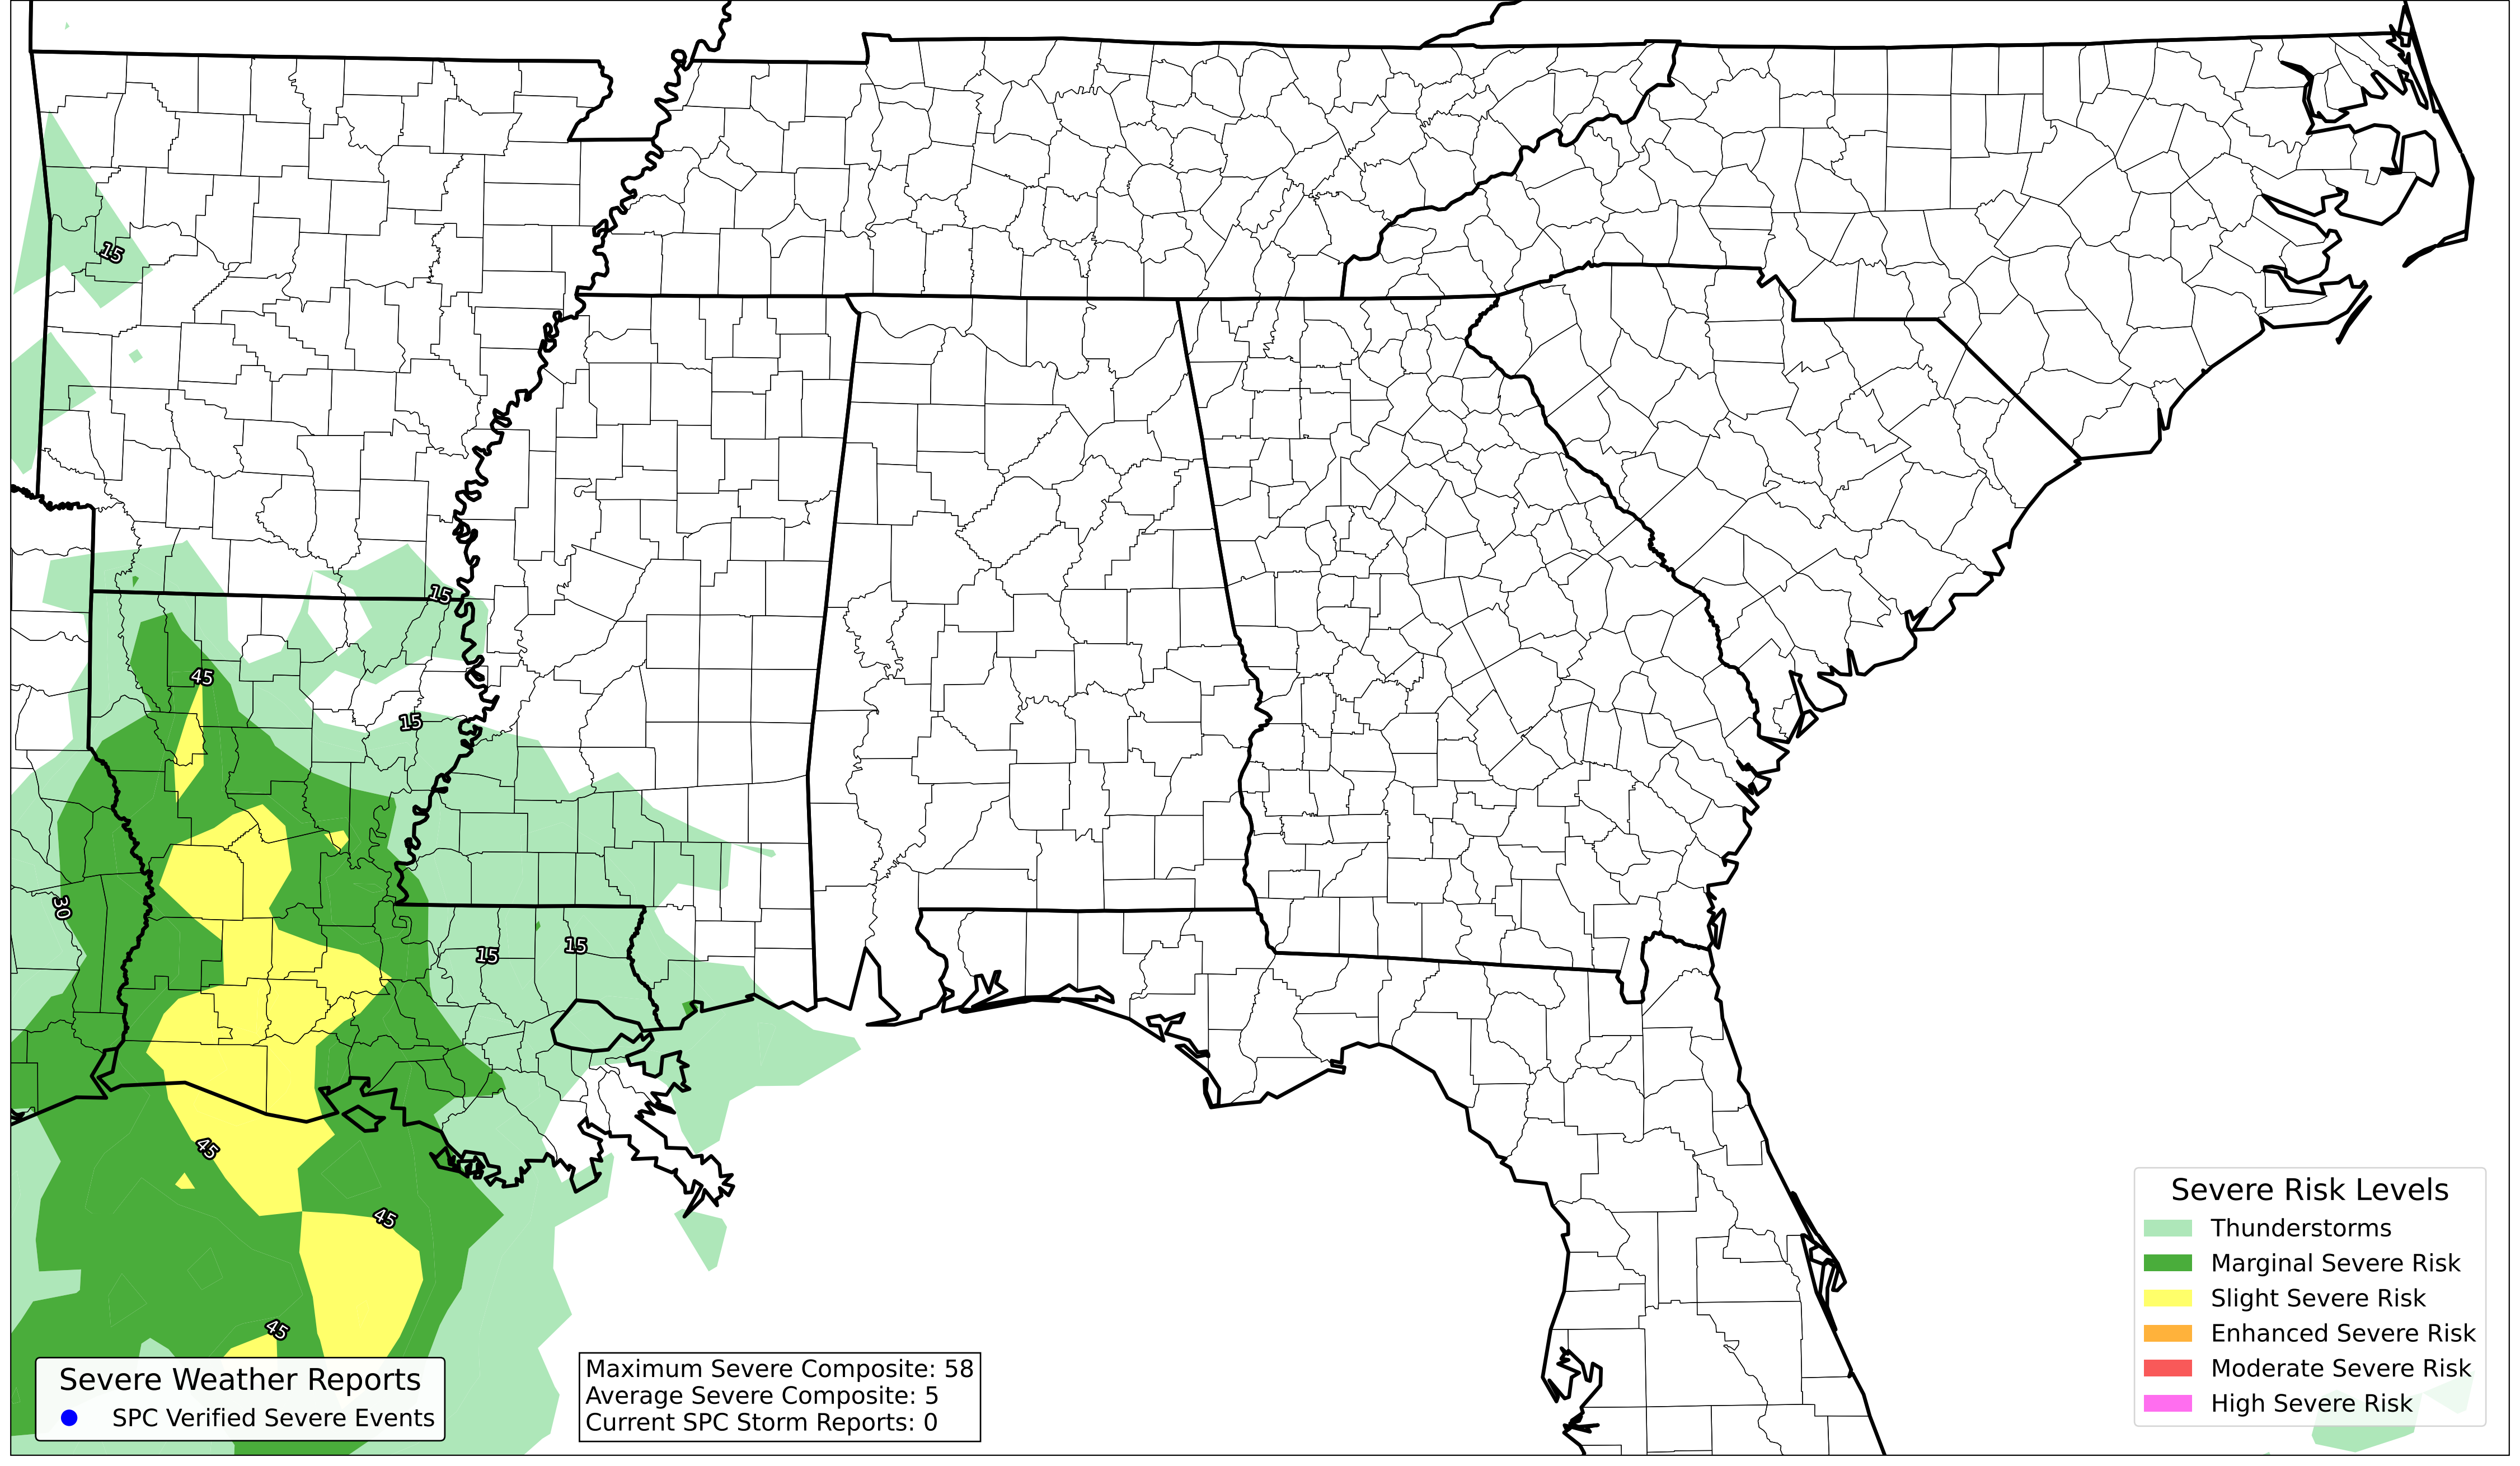 15
15
45
15
30
15
15
45
45
45
Severe Weather Reports
SPC Verified Severe Events
Maximum Severe Composite: 58
Average Severe Composite: 5
Current SPC Storm Reports: 0
Severe Risk Levels
Thunderstorms
Marginal Severe Risk
Slight Severe Risk
Enhanced Severe Risk
Moderate Severe Risk
High Severe Risk